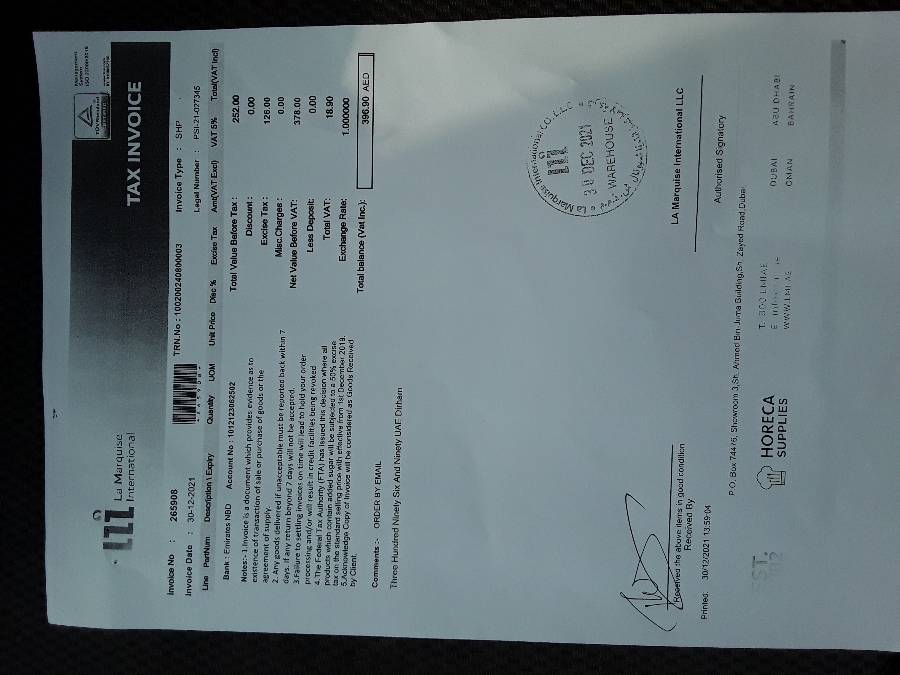 La Marquise
International
TAX INVOICE
Invoice No : 265908
TRN.No : 100200240800003
Invoice Type : SHP
Invoice Date : 30-12-2021
Legal Number : PSI-21-077345
Line PartNum Description \ Expiry Quantity UOM Unit Price Disc % Excise Tax Amt(VAT Excl) VAT 5% Total(VAT Incl)
Bank : Emirates NBD Account No : 10121123062502
Total Value Before Tax : 252.00
Discount : 0.00
Excise Tax : 126.00
Misc.Charges : 0.00
Net Value Before VAT: 378.00
Less Deposit: 0.00
Total VAT: 18.90
Exchange Rate: 1.000000
Total balance (Vat Inc.): 396.90 AED
Notes:- 1.Invoice is a document which provides evidence as to
existence of transaction of sale or purchase of goods or the
agreement of supply.
2. Any goods delivered if unacceptable must be reported back within 7
days. If any return beyond 7 days will not be accepted.
3.Failure to settling invoices on time will lead to hold your order
processing and/or will result in credit facilities being revoked
4.The Federal Tax Authority (FTA) has issued this decision where all
products which contain added sugar will be subjected to a 50% excise
tax on the standard selling price with effective from 1st December 2019.
5.Acknowledge Copy of Invoice will be considered as Goods Received
by Client.
Comments :- ORDER BY EMAIL
Three Hundred Ninety Six And Ninety UAE Dirham
La Marquise International CO. L.L.C
30 DEC 2021
WAREHOUSE
LA Marquise International LLC
Authorised Signatory
Received the above items in good condition
Received By
Printed: 30/12/2021 13:59:04
P.O. Box 74476, Showroom 3,Sh. Ahmed Bin Juma Building,Sh. Zayed Road,Dubai
EST.
HORECA
SUPPLIES
T: 800 LMUAE
WWW.LMI.AE
DUBAI ABU DHABI
OMAN BAHRAIN